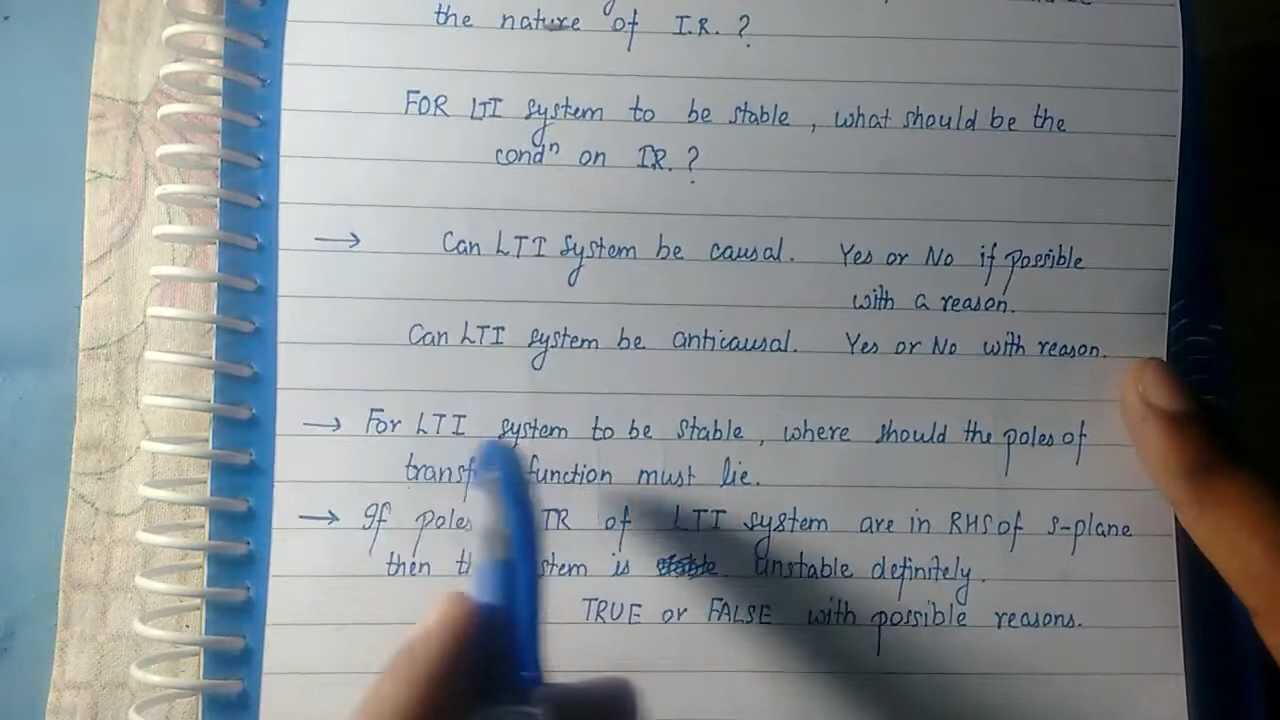 the nature of I.R. ?
FOR LTI system to be stable, what should be the
condⁿ on IR. ?
→ Can LTI system be causal. Yes or No if possible
with a reason.
Can LTI system be anticausal. Yes or No with reason.
→ For LTI system to be stable, where should the poles of
function must lie.
→ If TR of LTI system are in RHS of s-plane
then is unstable definitely.
TRUE or FALSE with possible reasons.